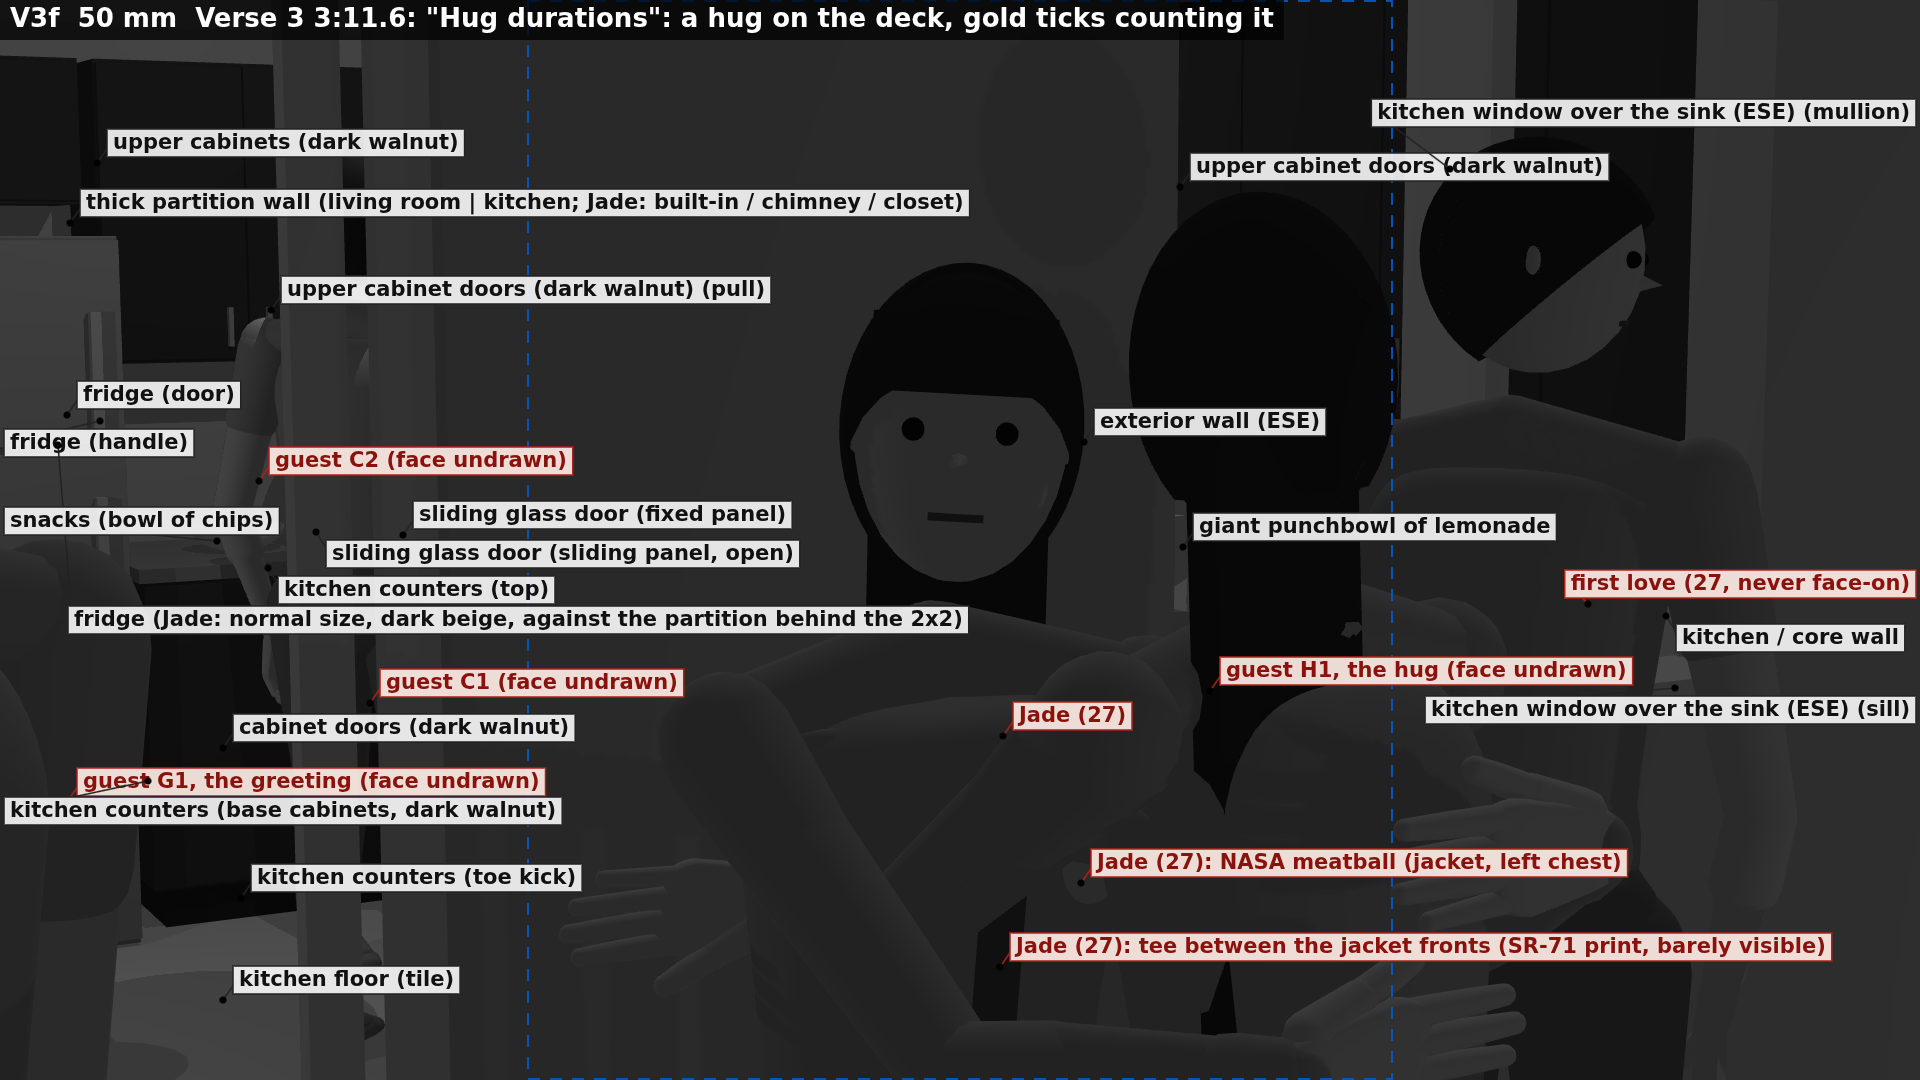 V3f  50 mm  Verse 3 3:11.6: "Hug durations": a hug on the deck, gold ticks counting it
kitchen window over the sink (ESE) (mullion)
upper cabinets (dark walnut)
upper cabinet doors (dark walnut)
thick partition wall (living room | kitchen; Jade: built-in / chimney / closet)
upper cabinet doors (dark walnut) (pull)
fridge (door)
exterior wall (ESE)
fridge (handle)
guest C2 (face undrawn)
snacks (bowl of chips)
sliding glass door (fixed panel)
giant punchbowl of lemonade
sliding glass door (sliding panel, open)
kitchen counters (top)
first love (27, never face-on)
fridge (Jade: normal size, dark beige, against the partition behind the 2x2)
kitchen / core wall
guest H1, the hug (face undrawn)
guest C1 (face undrawn)
kitchen window over the sink (ESE) (sill)
Jade (27)
cabinet doors (dark walnut)
guest G1, the greeting (face undrawn)
kitchen counters (base cabinets, dark walnut)
Jade (27): NASA meatball (jacket, left chest)
kitchen counters (toe kick)
Jade (27): tee between the jacket fronts (SR-71 print, barely visible)
kitchen floor (tile)